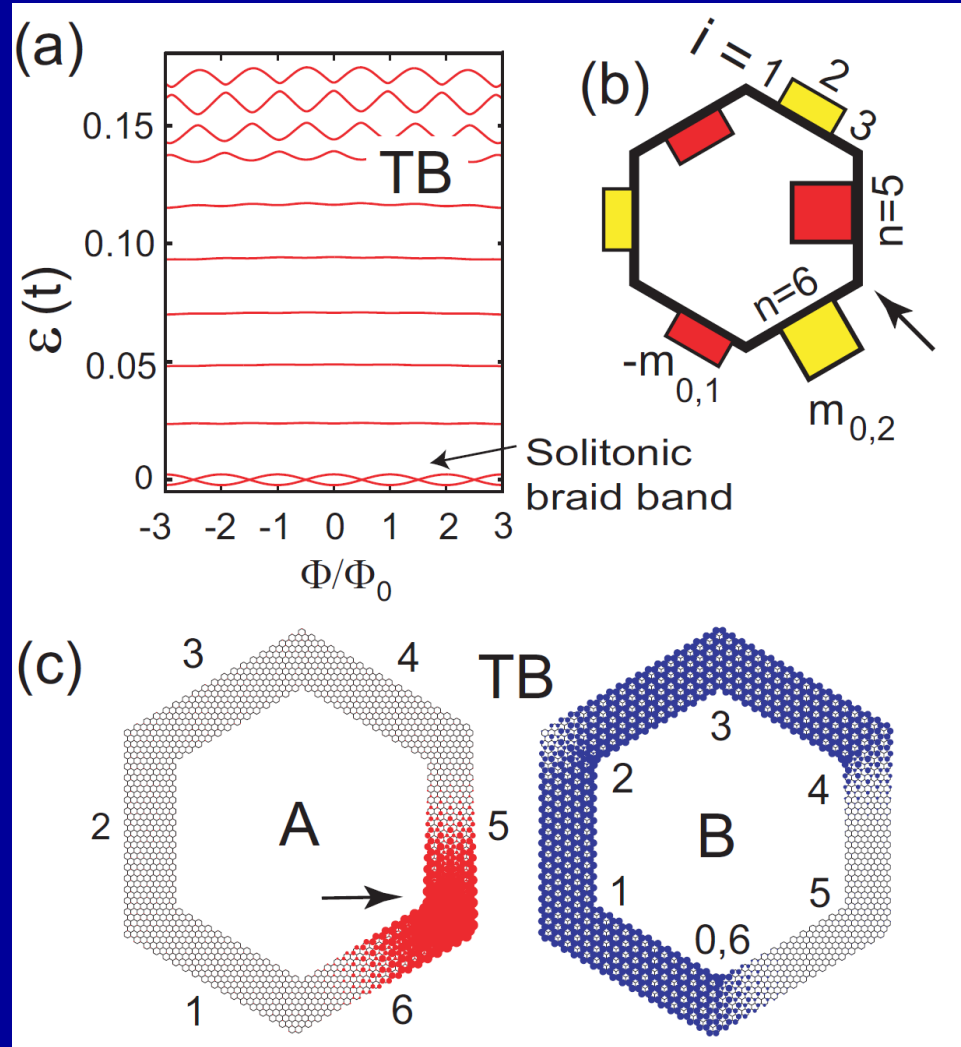 (a)
0.15
0.10
0.05
0
ε (t)
TB
-3 -2 -1 0 1 2 3
Φ/Φ0
Solitonic
braid band
(b)
i = 1 2 3
n=5
n=6
-m0,1
m0,2
(c)
TB
3 4
2 A 5
1 6
3
2 4
B
1 5
0,6